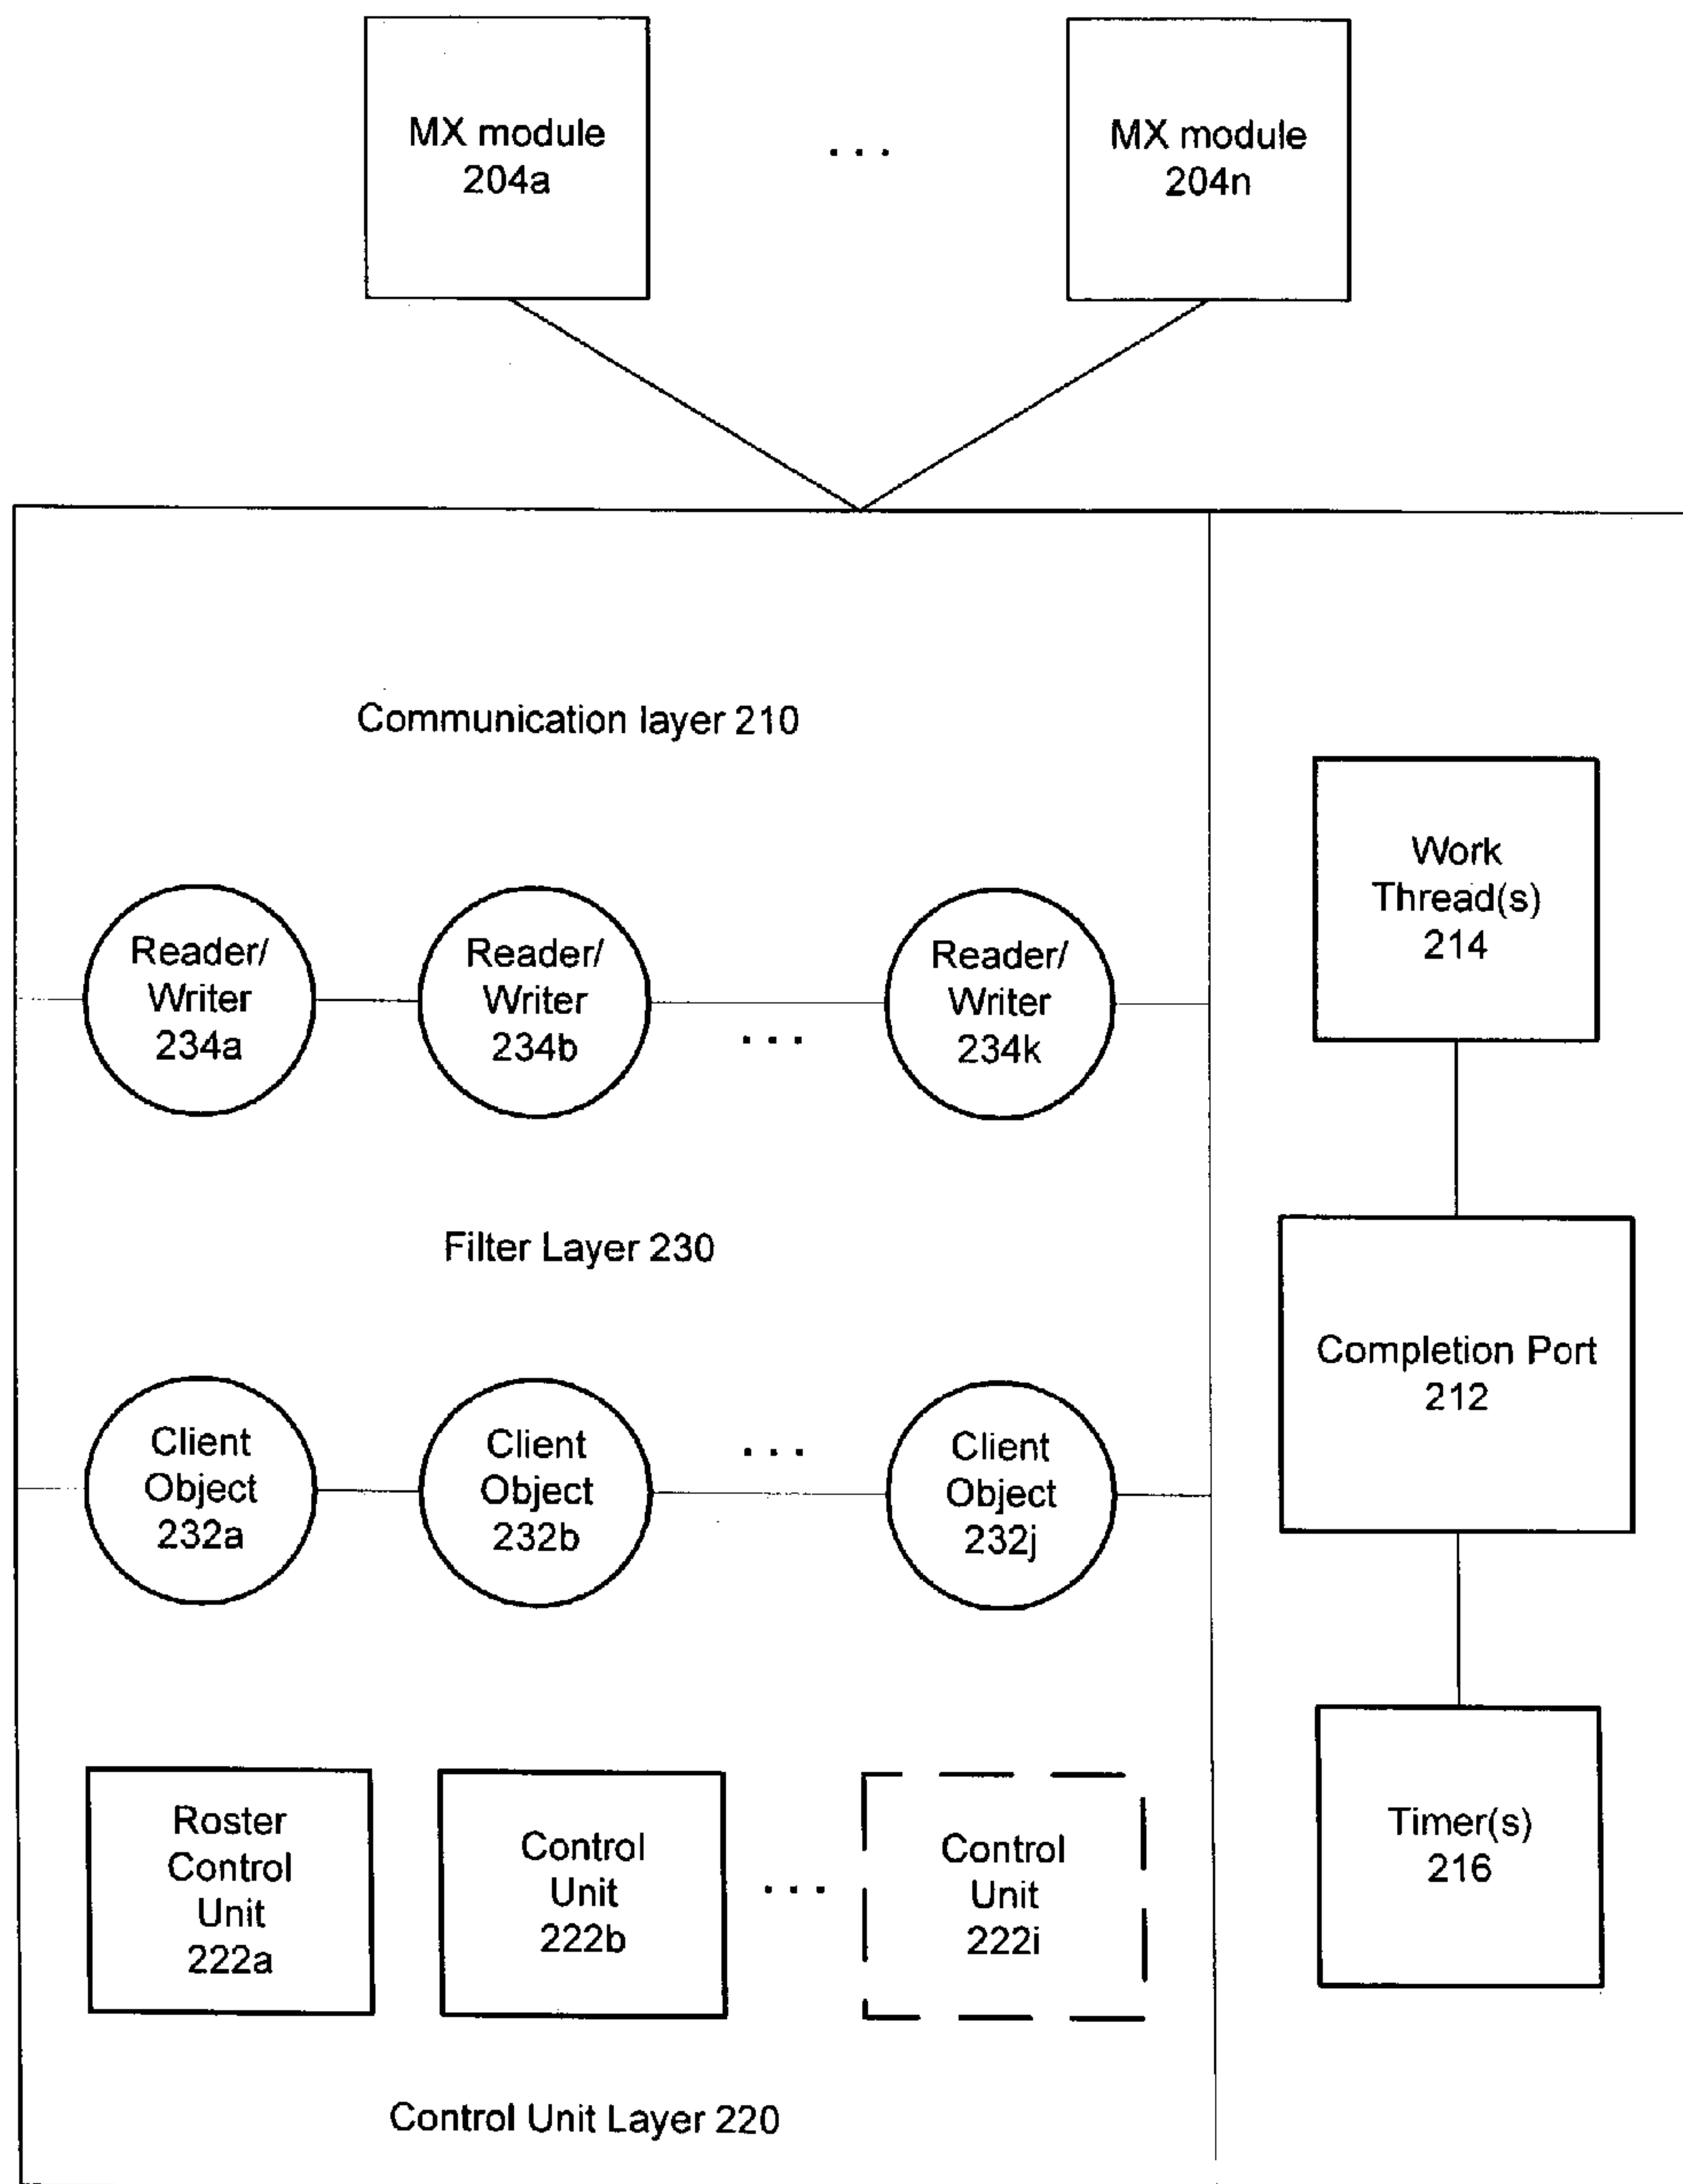 MX module
204a
...
MX module
204n
Communication layer 210
Work
Thread(s)
214
Reader/
Writer
234a
Reader/
Writer
234b
...
Reader/
Writer
234k
Filter Layer 230
Completion Port
212
Client
Object
232a
Client
Object
232b
...
Client
Object
232j
Roster
Control
Unit
222a
Control
Unit
222b
...
Control
Unit
222i
Timer(s)
216
Control Unit Layer 220